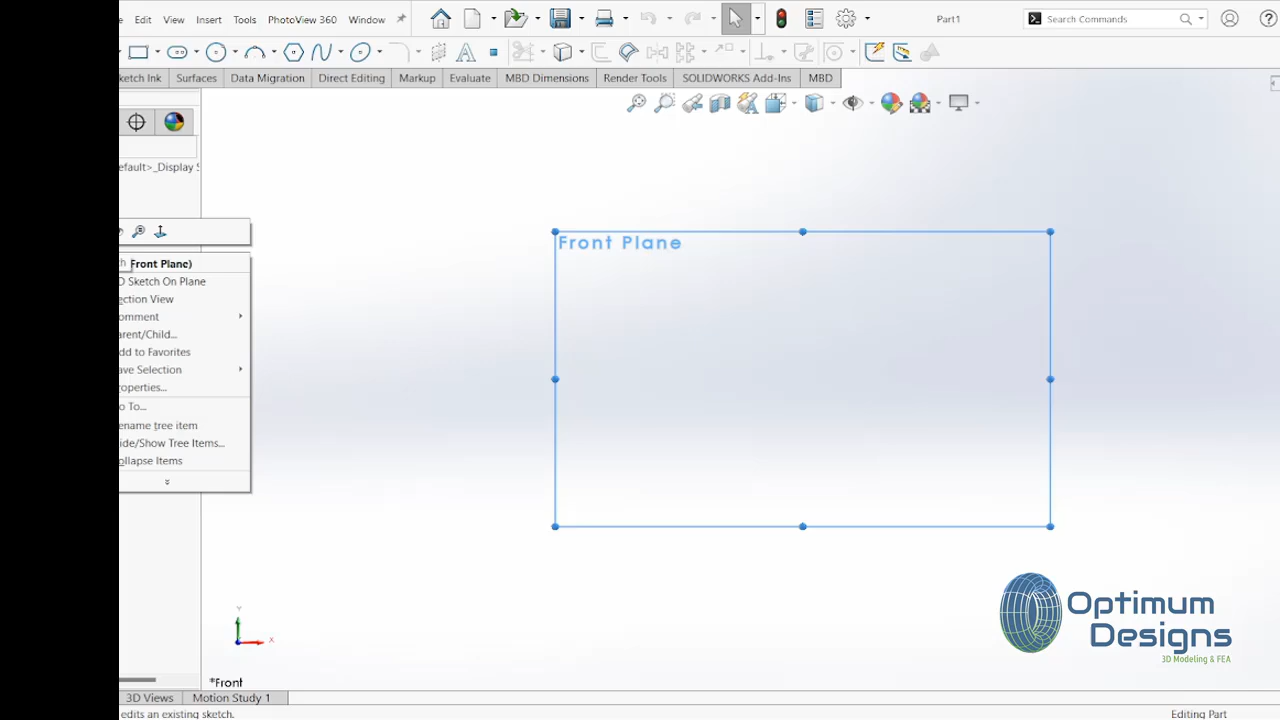 Edit View Insert Tools PhotoView 360 Window Part1 Search Commands
ketch Ink Surfaces Data Migration Direct Editing Markup Evaluate MBD Dimensions Render Tools SOLIDWORKS Add-Ins MBD
efault>_Display S
Front Plane)
D Sketch On Plane
ection View
omment
arent/Child...
dd to Favorites
ave Selection
roperties...
o To...
ename tree item
ide/Show Tree Items...
ollapse Items
Front Plane
Y
X
*Front
Optimum
Designs
3D Modeling & FEA
3D Views Motion Study 1
edits an existing sketch. Editing Part